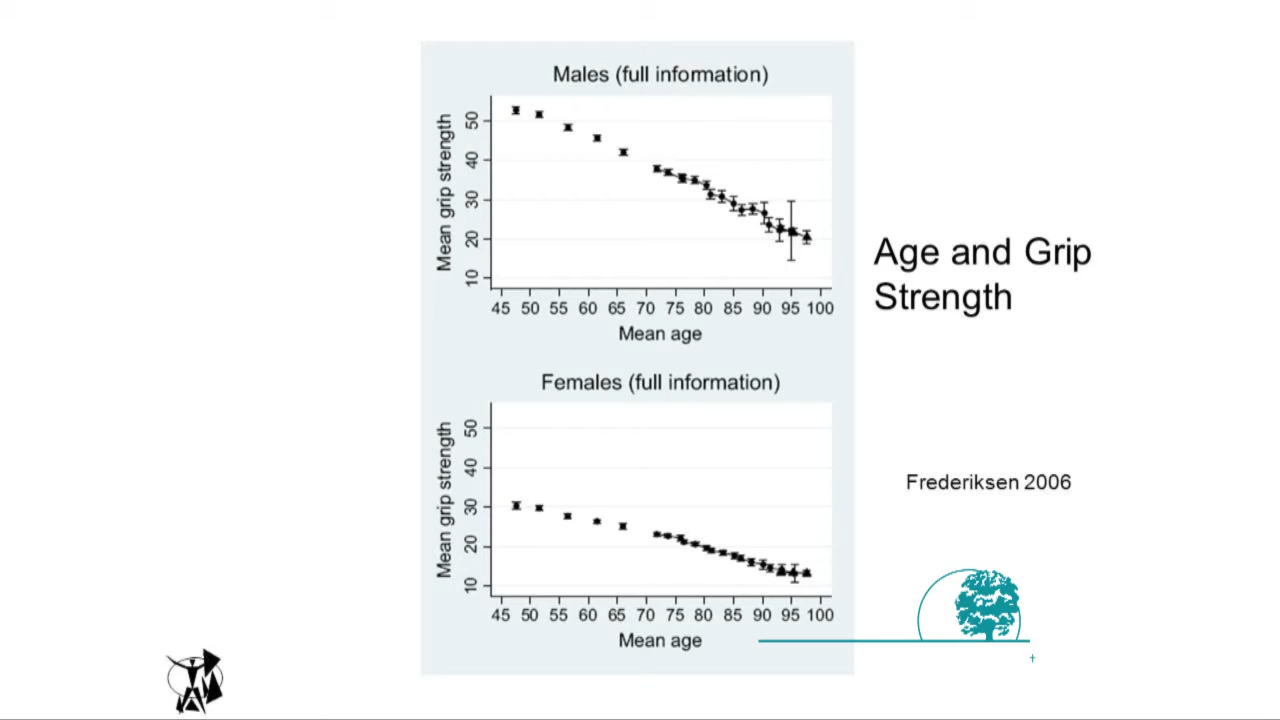 Males (full information)
Mean grip strength
50
40
30
20
10
45 50 55 60 65 70 75 80 85 90 95 100
Mean age
Age and Grip
Strength
Females (full information)
Mean grip strength
50
40
30
20
10
45 50 55 60 65 70 75 80 85 90 95 100
Mean age
Frederiksen 2006